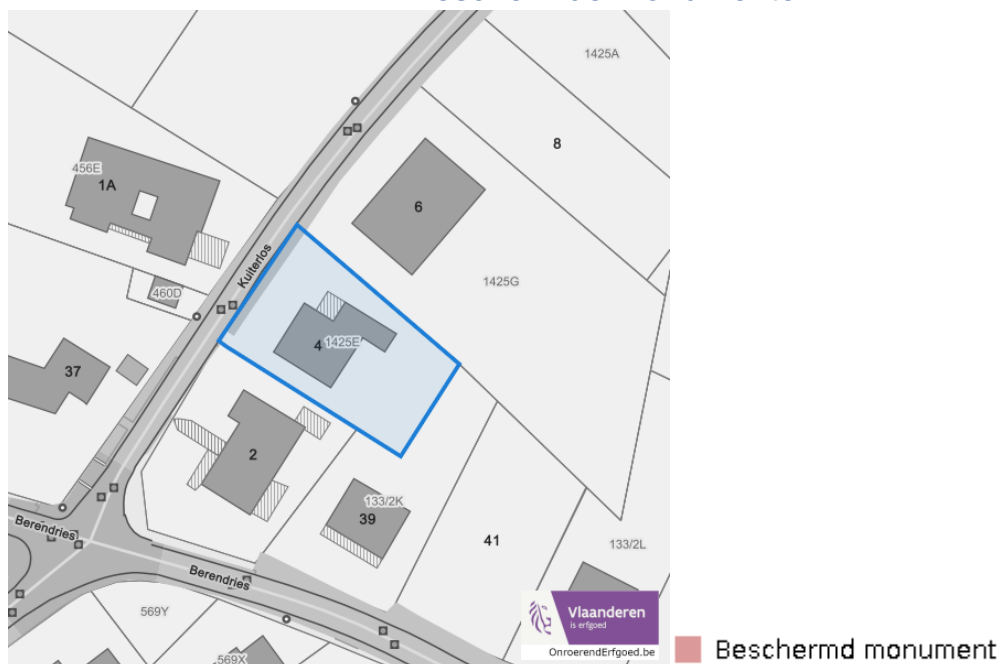 1425A
8
456E
1A
6
Kuiterlos
1425G
460D
4
1425E
37
2
133/2K
39
41
133/2L
Berendries
Berendries
569Y
569X
Vlaanderen
is erfgoed
OnroerendErfgoed.be
Beschermd monument